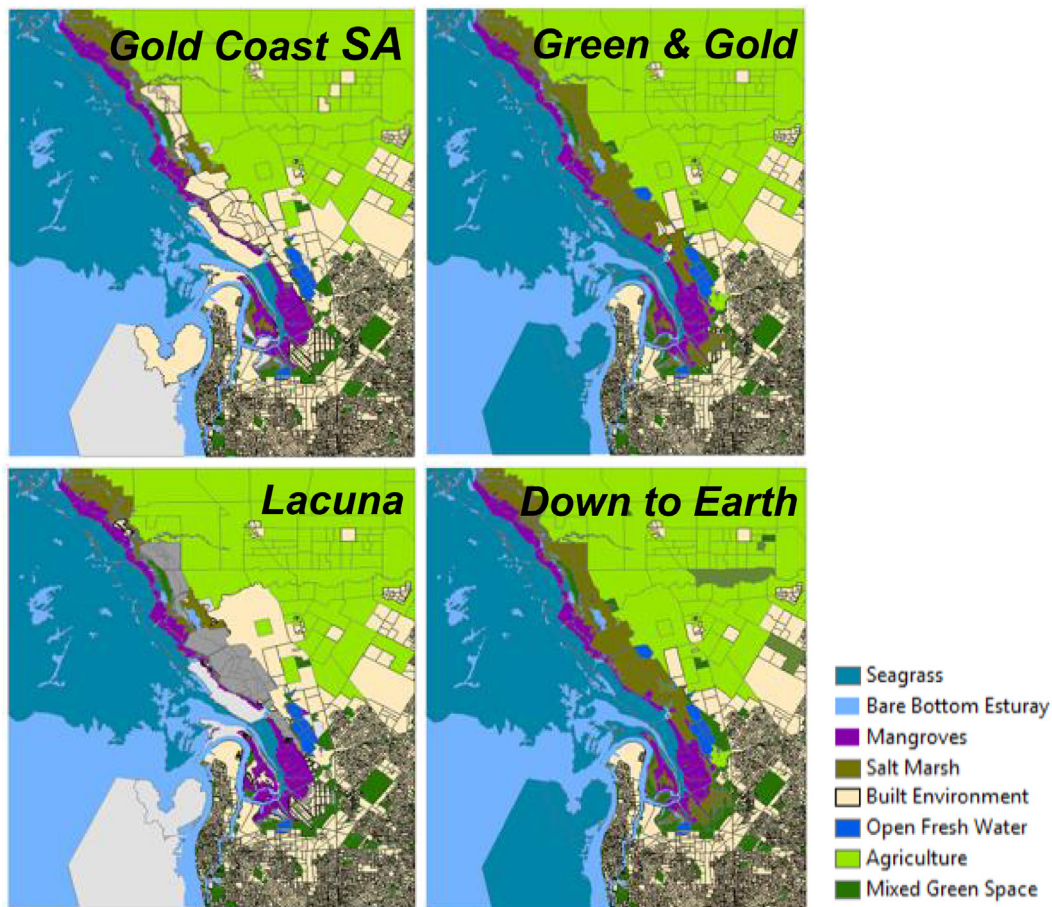 Gold Coast SA
Green & Gold
Lacuna
Down to Earth
Seagrass
Bare Bottom Esturay
Mangroves
Salt Marsh
Built Environment
Open Fresh Water
Agriculture
Mixed Green Space